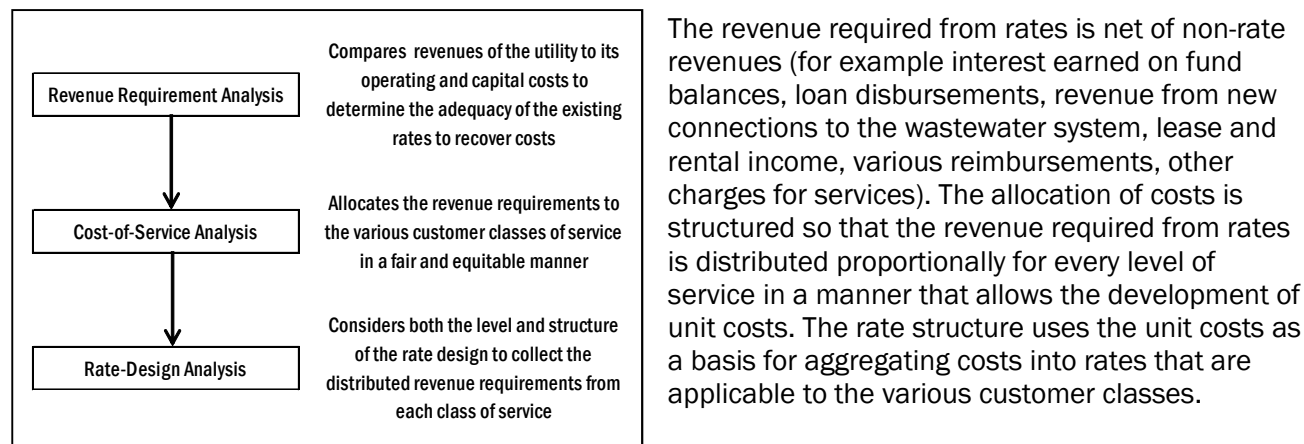 Revenue Requirement Analysis
Compares revenues of the utility to its
operating and capital costs to
determine the adequacy of the existing
rates to recover costs
Cost-of-Service Analysis
Allocates the revenue requirements to
the various customer classes of service
in a fair and equitable manner
Rate-Design Analysis
Considers both the level and structure
of the rate design to collect the
distributed revenue requirements from
each class of service
The revenue required from rates is net of non-rate
revenues (for example interest earned on fund
balances, loan disbursements, revenue from new
connections to the wastewater system, lease and
rental income, various reimbursements, other
charges for services). The allocation of costs is
structured so that the revenue required from rates
is distributed proportionally for every level of
service in a manner that allows the development of
unit costs. The rate structure uses the unit costs as
a basis for aggregating costs into rates that are
applicable to the various customer classes.